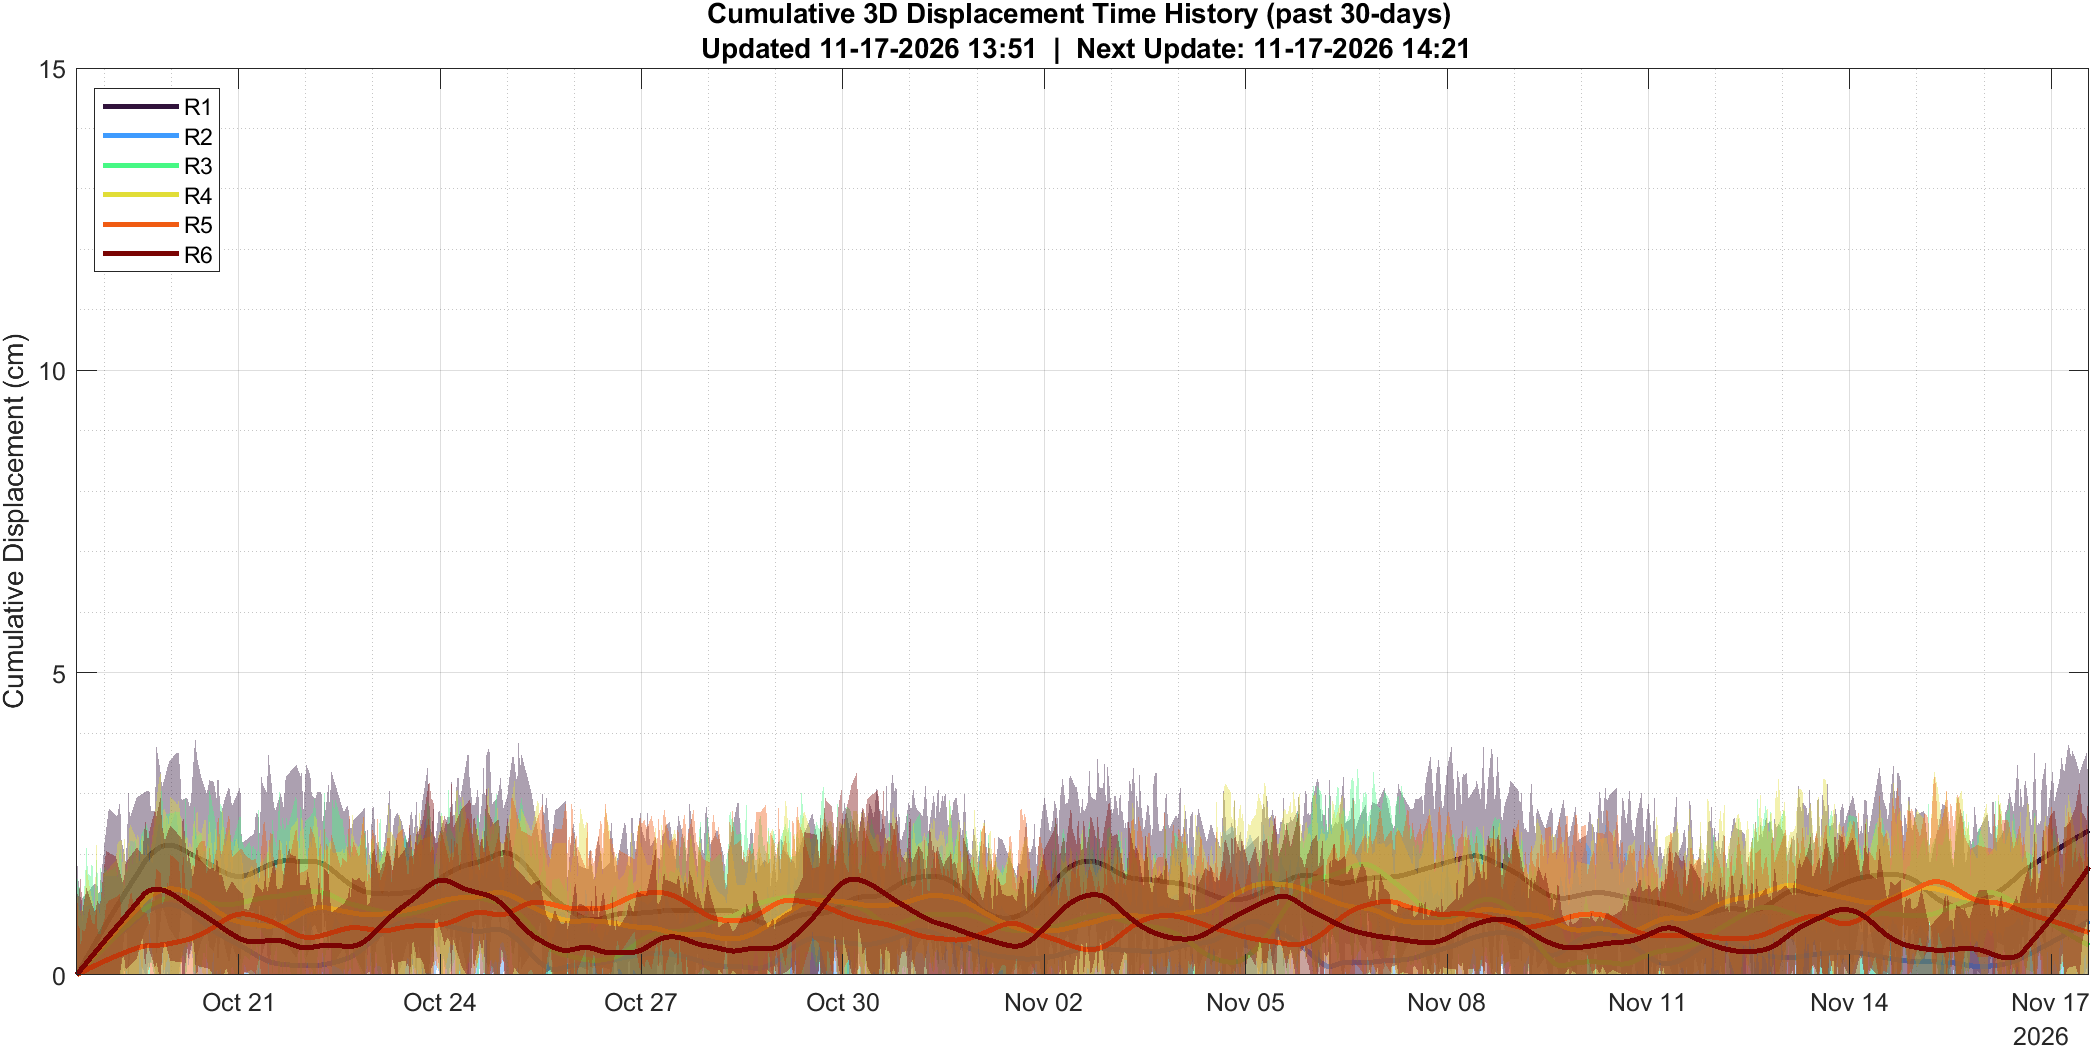 Cumulative 3D Displacement Time History (past 30-days)
Updated 11-17-2026 13:51 | Next Update: 11-17-2026 14:21
15
10
5
0
Cumulative Displacement (cm)
R1
R2
R3
R4
R5
R6
Oct 21 Oct 24 Oct 27 Oct 30 Nov 02 Nov 05 Nov 08 Nov 11 Nov 14 Nov 17
2026